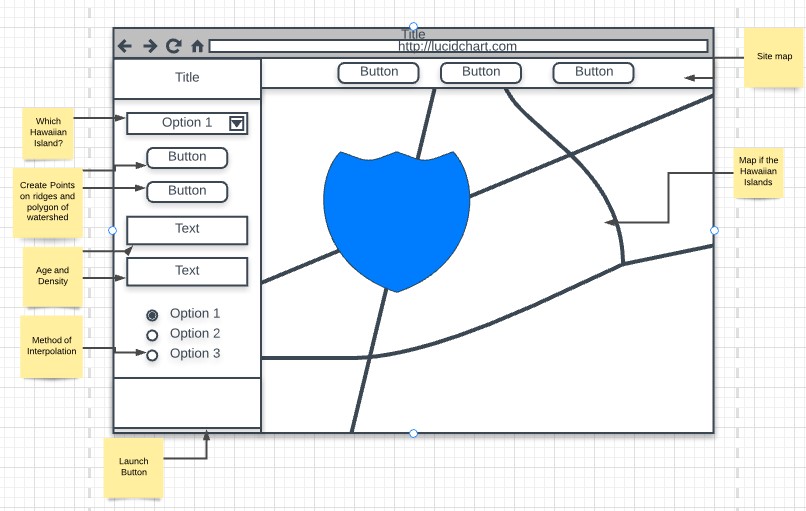 Title
http://lucidchart.com
Site map
Title
Button
Button
Button
Which
Hawaiian
Island?
Option 1
Button
Create Points
on ridges and
polygon of
watershed
Button
Map if the
Hawaiian
Islands
Text
Age and
Density
Text
Method of
Interpolation
Option 1
Option 2
Option 3
Launch
Button